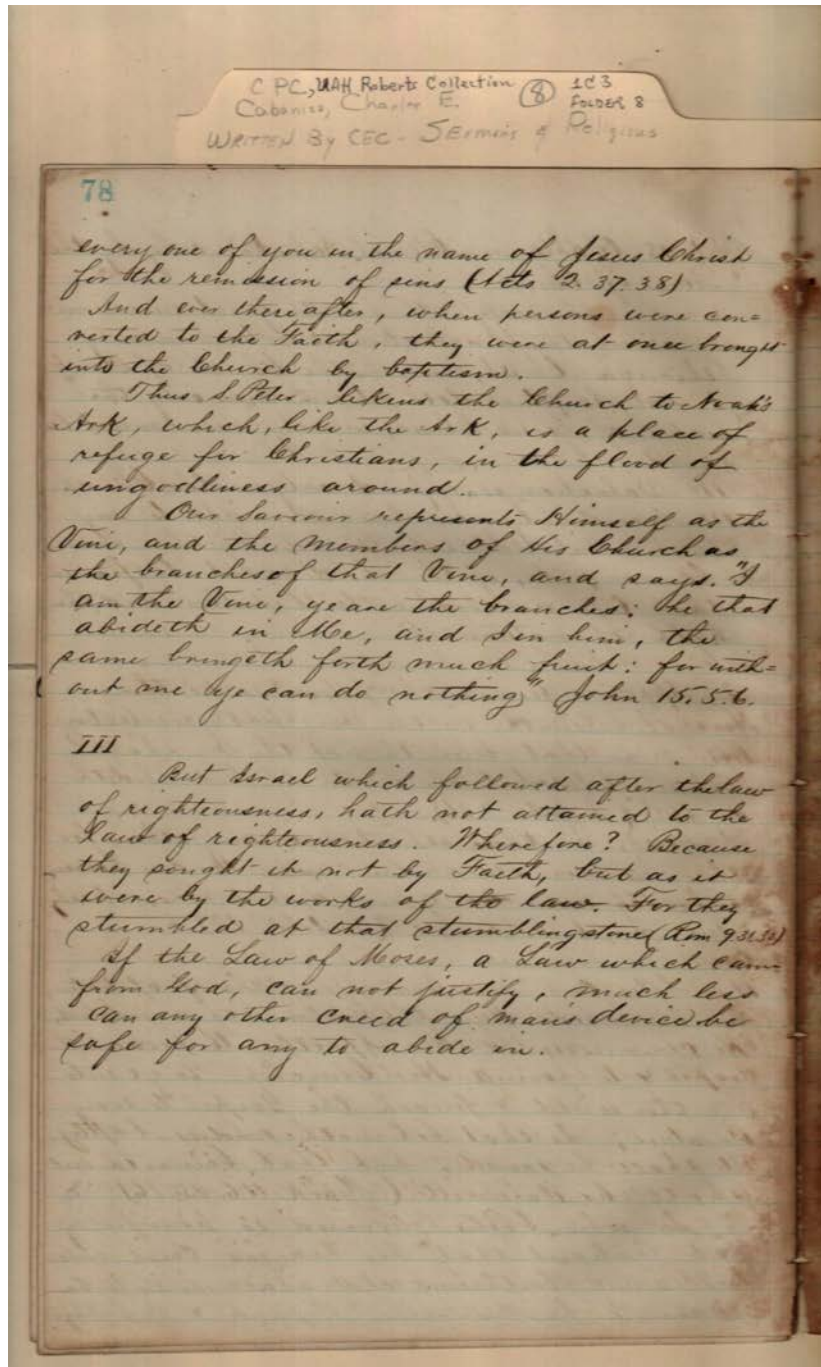 C PC, UAH Roberts Collection (8) 1C3
Cabaniss, Charles E. FOLDER 8
WRITTEN By CEC - SErmons & Religious
78
every one of you in the name of Jesus Christ
for the remission of sins (Acts 2. 37. 38)
And ever thereafter, when persons were con=
verted to the Faith, they were at once brought
into the Church by baptism.
Thus S. Peter likens the Church to Noah's
Ark, which, like the Ark, is a place of
refuge for Christians, in the flood of
ungodliness around.
Our Saviour represents Himself as the
Vine, and the members of His Church as
the branches of that Vine, and says. "I
am the Vine, ye are the branches: he that
abideth in Me, and I in him, the
same bringeth forth much fruit: for with=
out me ye can do nothing" John 15. 5. 6.
III
But Israel which followed after the law
of righteousness, hath not attained to the
law of righteousness. Wherefore? Because
they sought it not by Faith, but as it
were by the works of the law. For they
stumbled at that stumblingstone (Rom 9.31.32)
If the Law of Moses, a Law which came
from God, can not justify, much less
can any other creed of man's device be
safe for any to abide in.